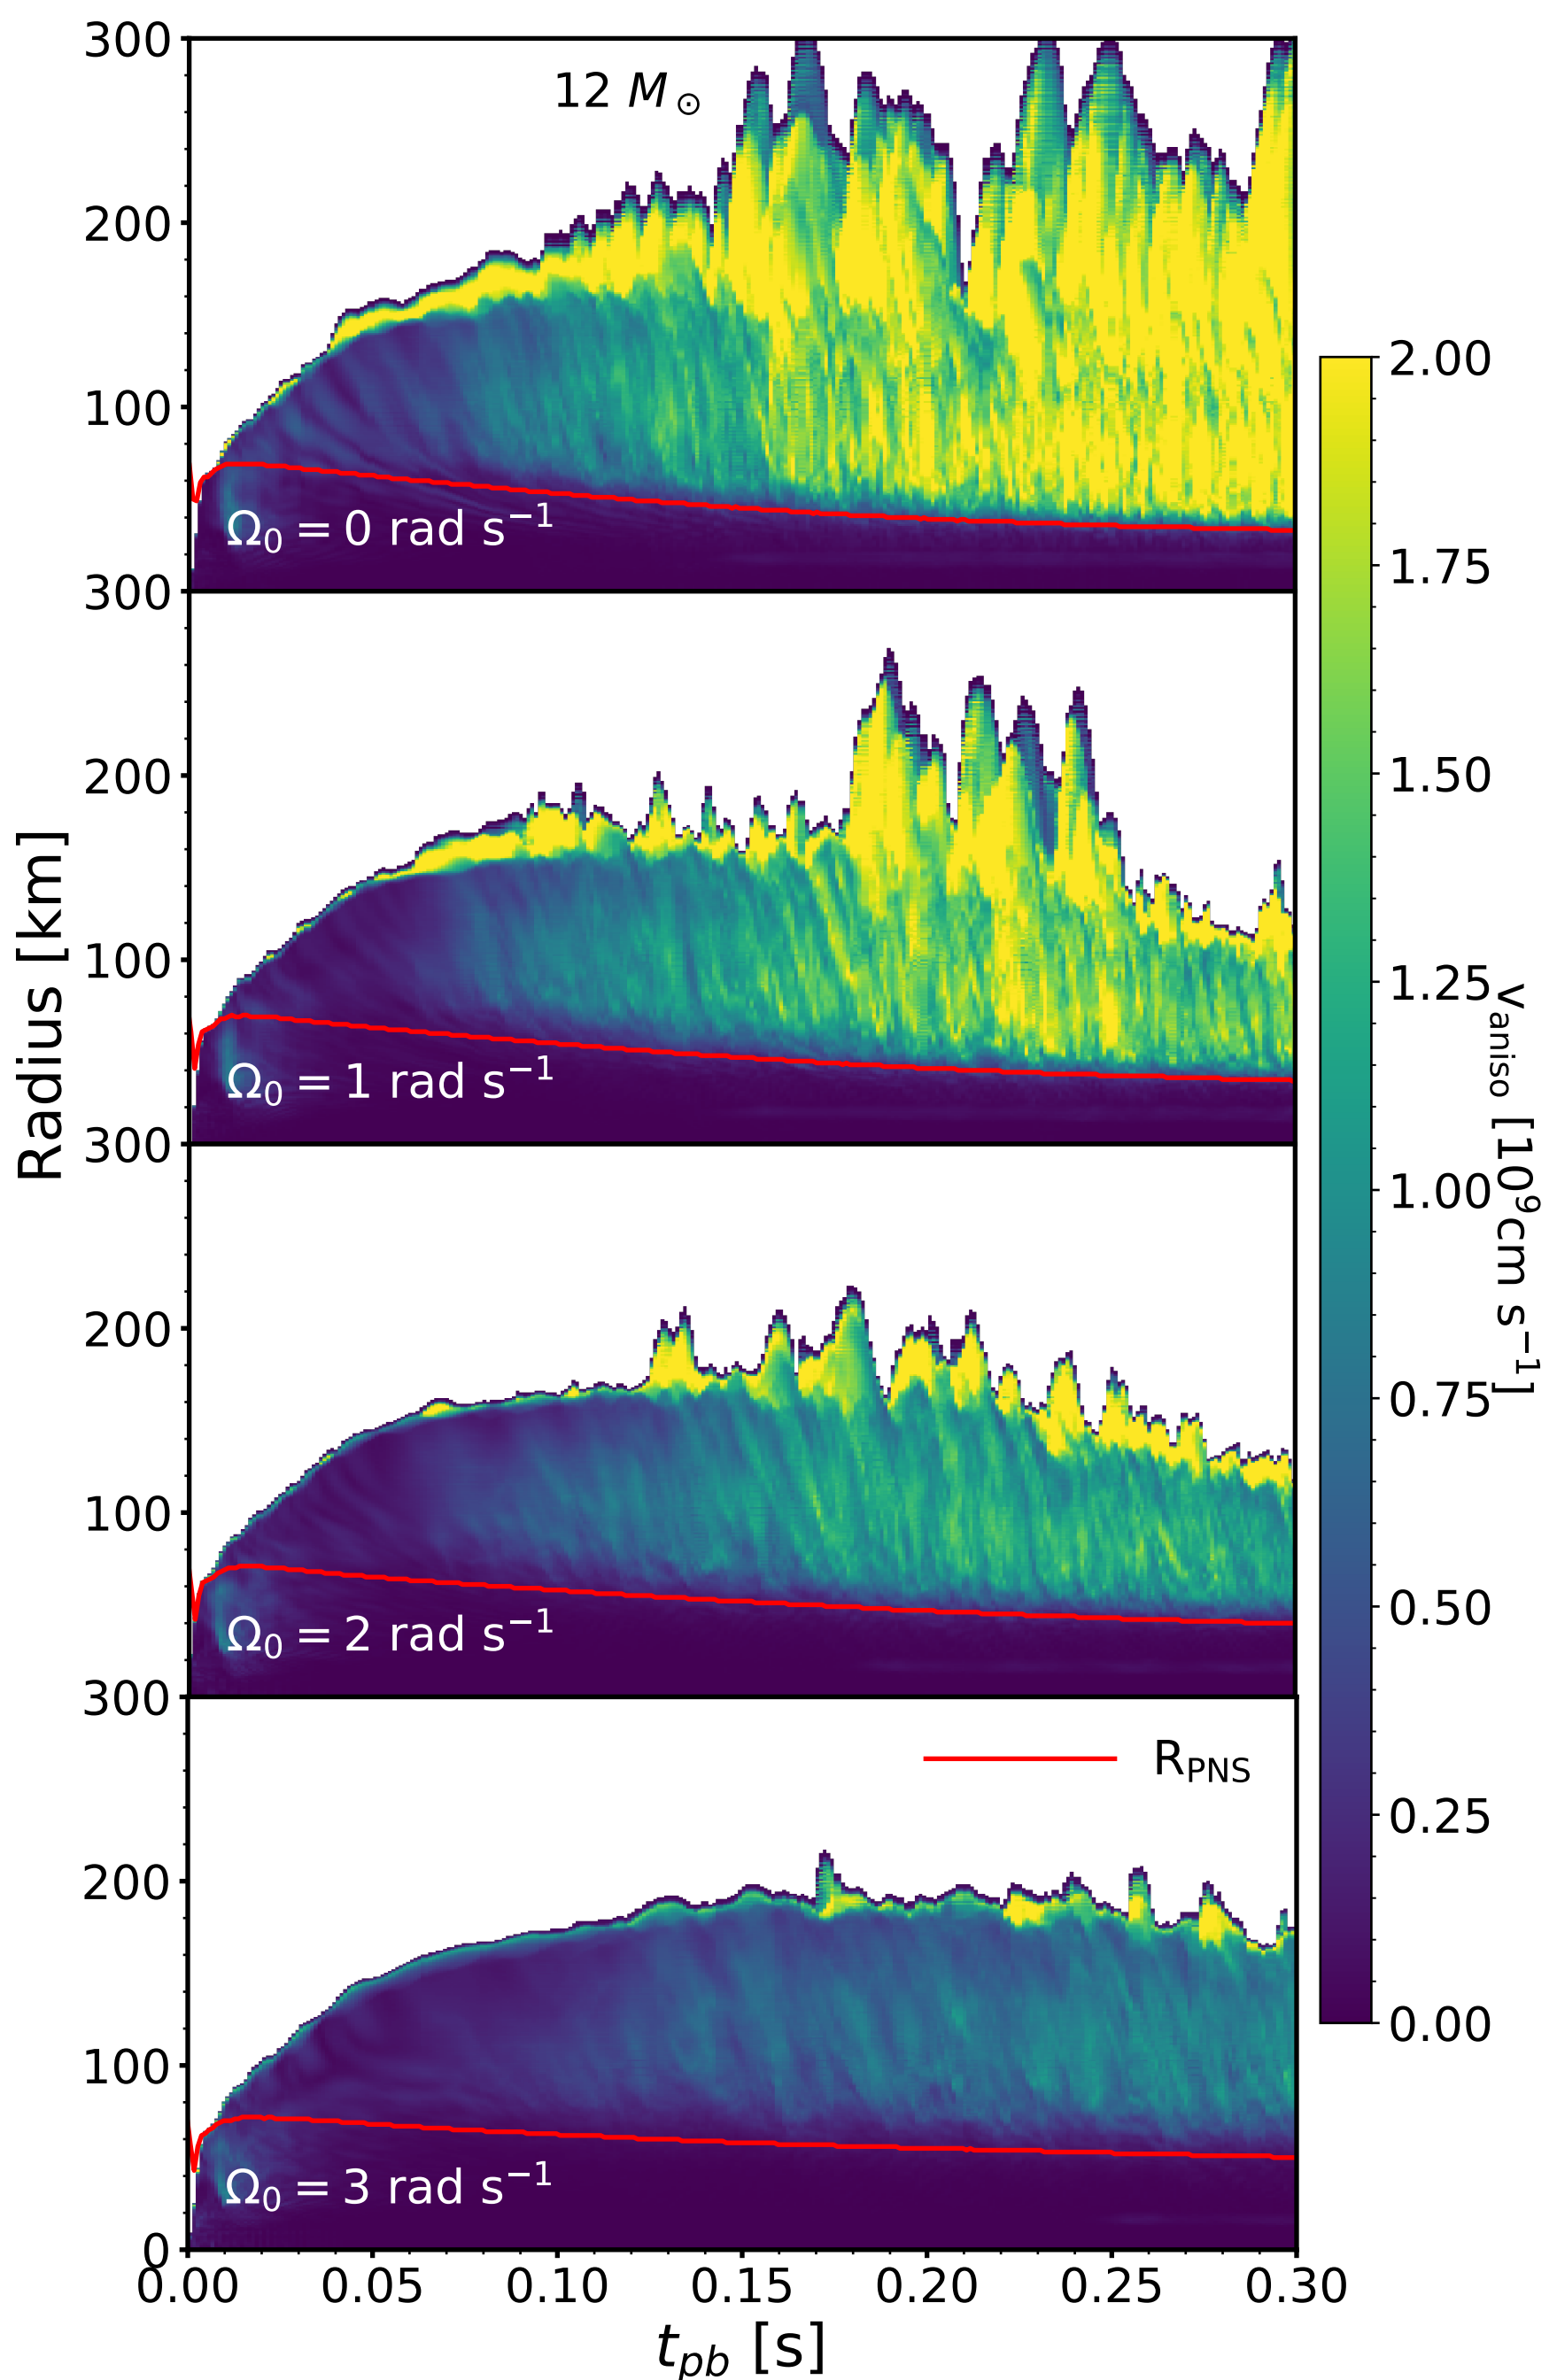 300
12 M⊙
200
100
Ω₀ = 0 rad s⁻¹
300
200
100
Ω₀ = 1 rad s⁻¹
300
200
100
Ω₀ = 2 rad s⁻¹
300
R_PNS
200
100
Ω₀ = 3 rad s⁻¹
0
0.00 0.05 0.10 0.15 0.20 0.25 0.30
t_pb [s]
Radius [km]
2.00
1.75
1.50
1.25
1.00
0.75
0.50
0.25
0.00
v_aniso [10⁹cm s⁻¹]